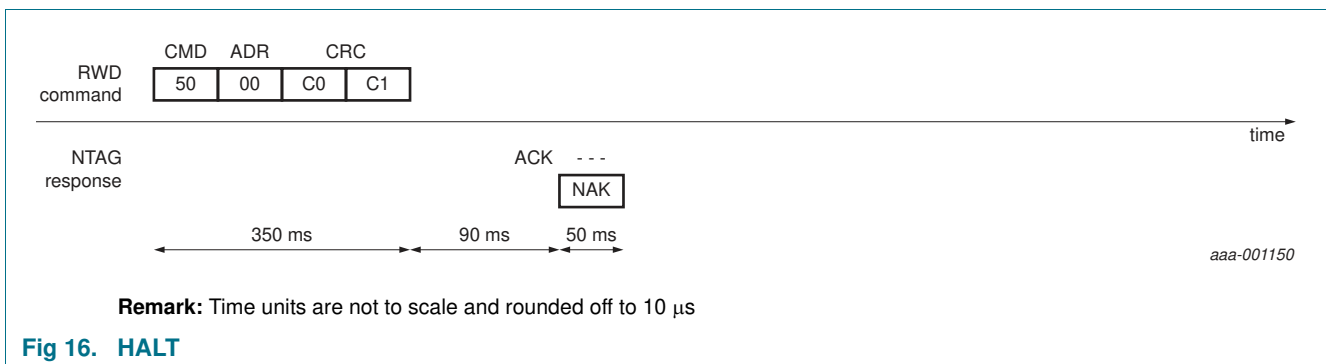 CMD ADR CRC
RWD command
50 00 C0 C1
time
NTAG response
ACK - - -
NAK
350 ms 90 ms 50 ms
aaa-001150
Remark: Time units are not to scale and rounded off to 10 μs
Fig 16. HALT